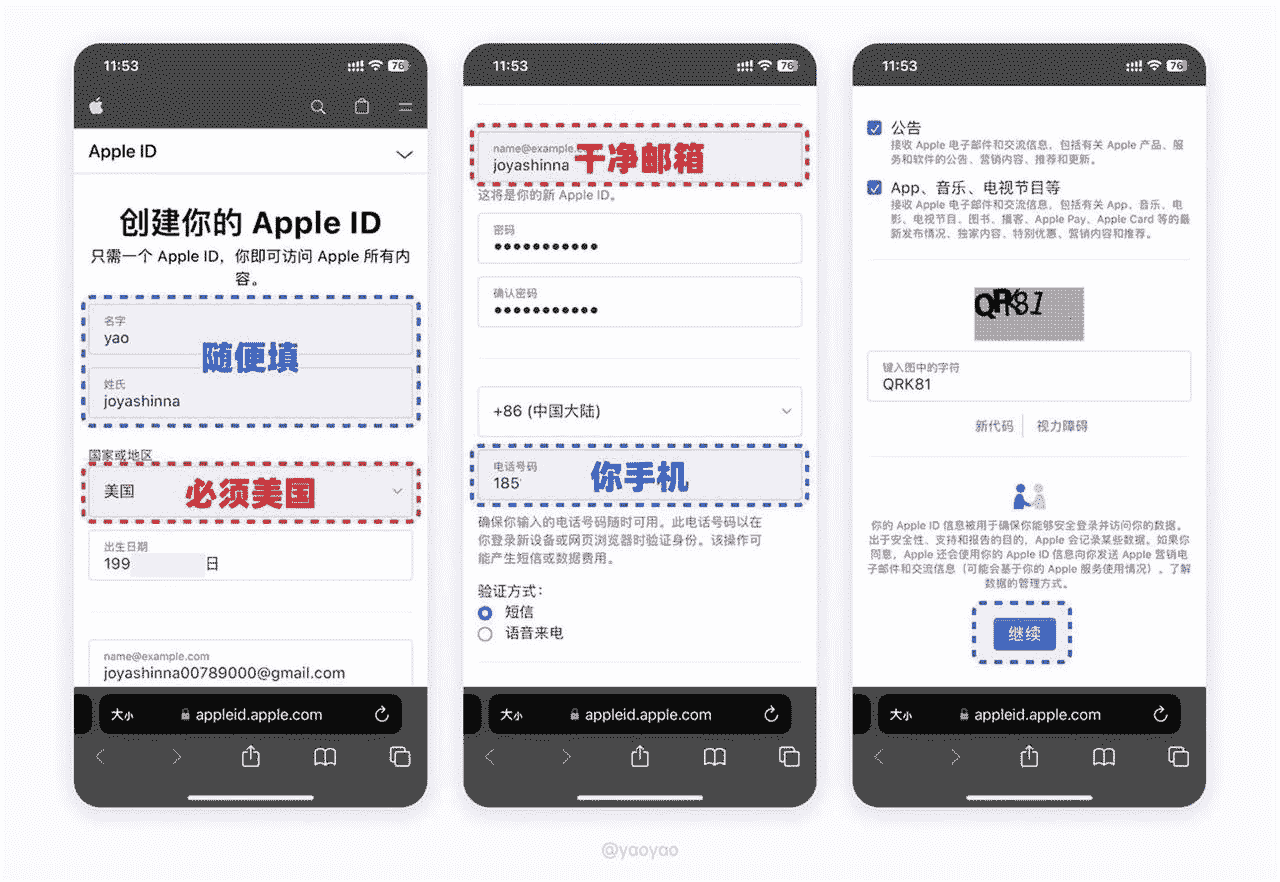 11:53
76
Apple ID
创建你的 Apple ID
只需一个 Apple ID，你即可访问 Apple 所有内
容。
名字
yao
随便填
姓氏
joyashinna
国家或地区
美国
必须美国
出生日期
199
日
name@example.com
joyashinna00789000@gmail.com
大小
appleid.apple.com
11:53
76
name@example.c
joyashinna
干净邮箱
这将是你的新 Apple ID。
密码
确认密码
+86 (中国大陆)
电话号码
185
你手机
确保你输入的电话号码随时可用。此电话号码以在
你登录新设备或网页浏览器时验证身份。该操作可
能产生短信或数据费用。
验证方式：
短信
语音来电
大小
appleid.apple.com
11:53
76
公告
接收 Apple 电子邮件和交流信息，包括有关 Apple 产品、服
务和软件的公告、营销内容、推荐和更新。
App、音乐、电视节目等
接收 Apple 电子邮件和交流信息，包括有关 App、音乐、电
影、电视节目、图书、播客、Apple Pay、Apple Card 等的最
新发布情况、独家内容、特别优惠、营销内容和推荐。
QRK81
键入图中的字符
QRK81
新代码
视力障碍
你的 Apple ID 信息被用于确保你能够安全登录并访问你的数据。
出于安全性、支持和报告的目的，Apple 会记录某些数据。如果你
同意，Apple 还会使用你的 Apple ID 信息向你发送 Apple 营销电
子邮件和交流信息（可能会基于你的 Apple 服务使用情况）。了解
数据的管理方式。
继续
大小
appleid.apple.com
@yaoyao